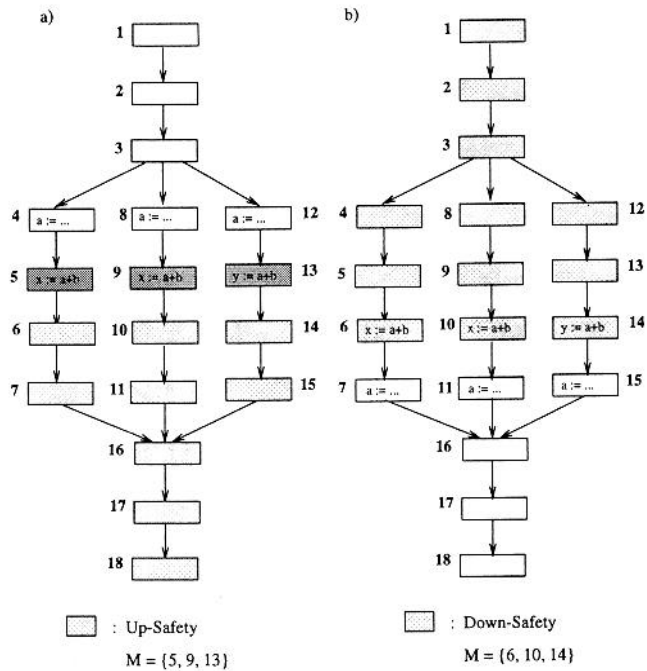 a)
b)
1
1
2
2
3
3
4 a := ...
8 a := ...
a := ... 12
4
8
12
5 x := a+b
9 x := a+b
y := a+b 13
5
9
13
6
10
14
6 x := a+b
10 x := a+b
y := a+b 14
7
11
15
7 a := ...
11 a := ...
a := ... 15
16
16
17
17
18
18
: Up-Safety
: Down-Safety
M = {5, 9, 13}
M = {6, 10, 14}